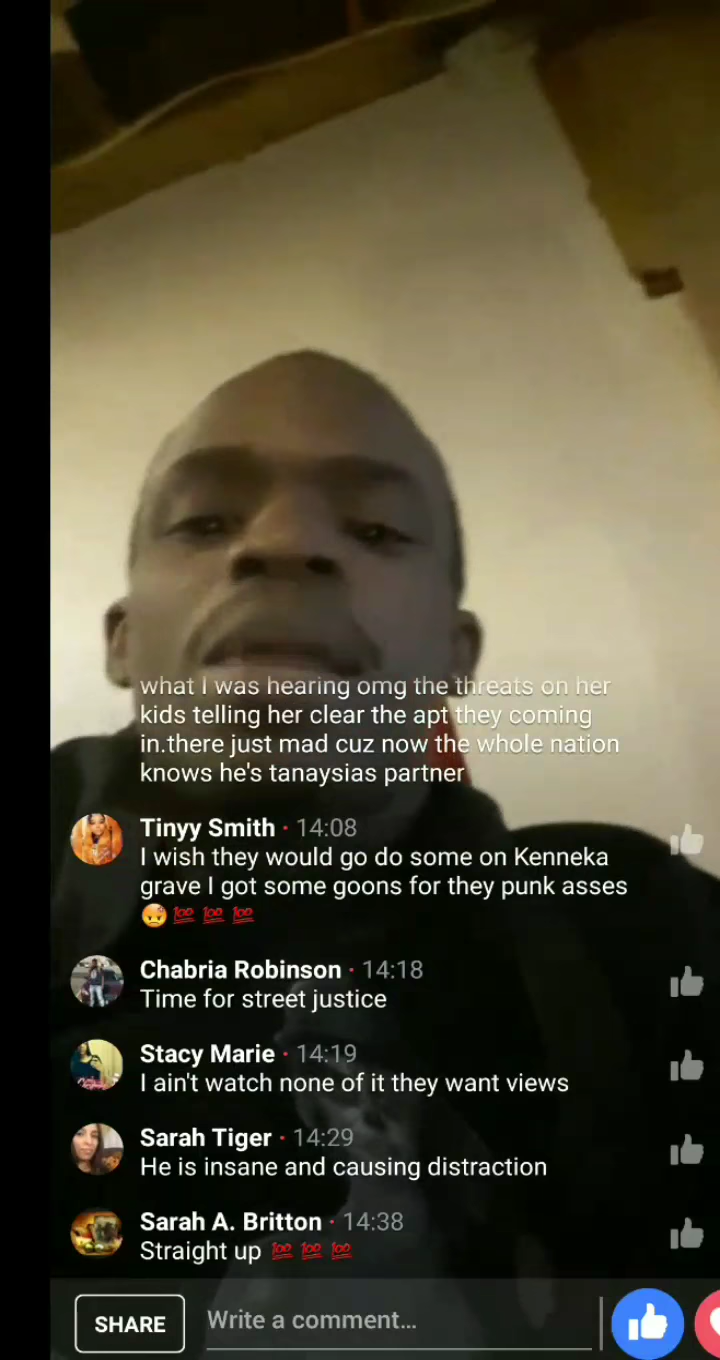 what I was hearing omg the threats on her
kids telling her clear the apt they coming
in.there just mad cuz now the whole nation
knows he's tanaysias partner
Tinyy Smith · 14:08
I wish they would go do some on Kenneka
grave I got some goons for they punk asses
😡💯💯💯
Chabria Robinson · 14:18
Time for street justice
Stacy Marie · 14:19
I ain't watch none of it they want views
Sarah Tiger · 14:29
He is insane and causing distraction
Sarah A. Britton · 14:38
Straight up 💯💯💯
SHARE
Write a comment...